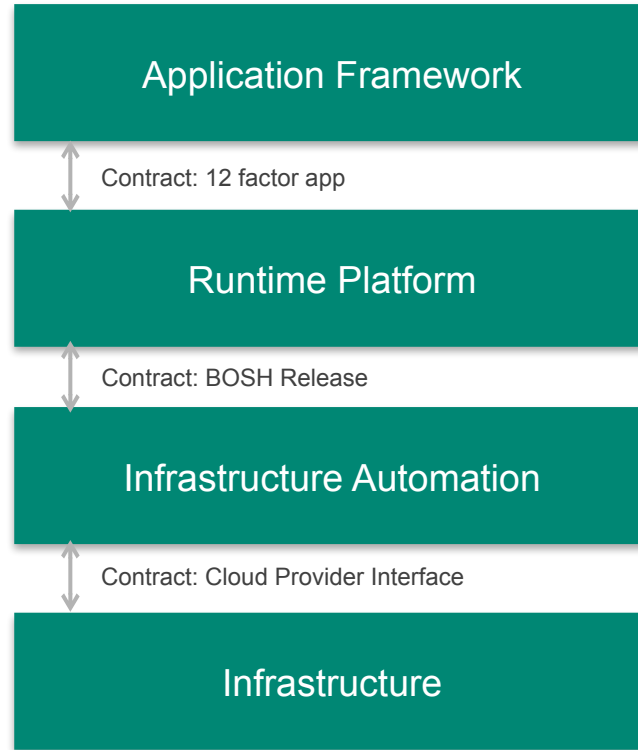 Application Framework
Contract: 12 factor app
Runtime Platform
Contract: BOSH Release
Infrastructure Automation
Contract: Cloud Provider Interface
Infrastructure